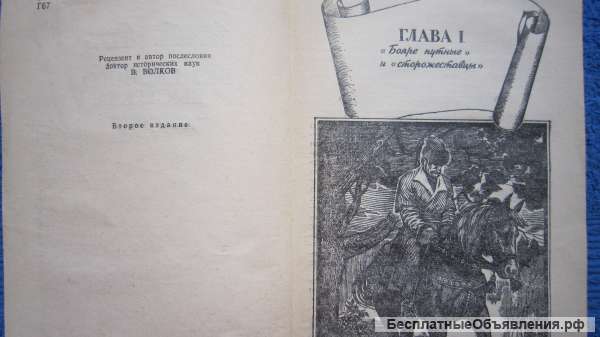 Г67
Рецензент и автор послесловия
доктор исторических наук
В. ВОЛКОВ
Второе издание
ГЛАВА I
«Бояре путные»
и «сторожеставцы»
БесплатныеОбъявления.рф